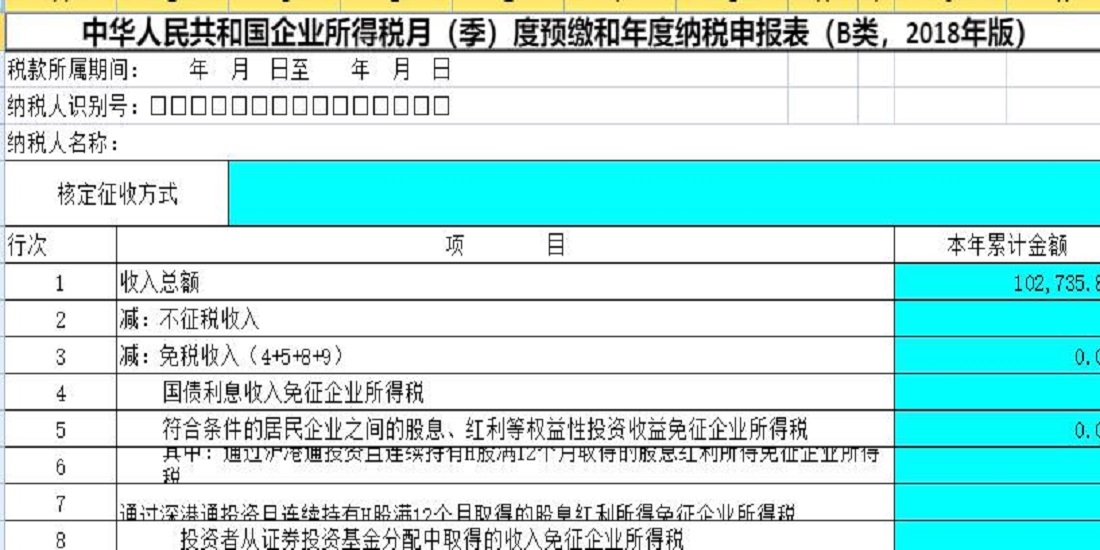 中华人民共和国企业所得税月（季）度预缴和年度纳税申报表（B类，2018年版）
税款所属期间： 年 月 日至 年 月 日
纳税人识别号：□□□□□□□□□□□□□□□
纳税人名称：
核定征收方式
行次 项 目 本年累计金额
1 收入总额 102,735.8
2 减：不征税收入
3 减：免税收入（4+5+8+9） 0.0
4 国债利息收入免征企业所得税
5 符合条件的居民企业之间的股息、红利等权益性投资收益免征企业所得税 0.0
6 其中：通过沪港通投资且连续持有H股满12个月取得的股息红利所得免征企业所得
税
7 通过深港通投资且连续持有H股满12个月取得的股息红利所得免征企业所得税
8 投资者从证券投资基金分配中取得的收入免征企业所得税